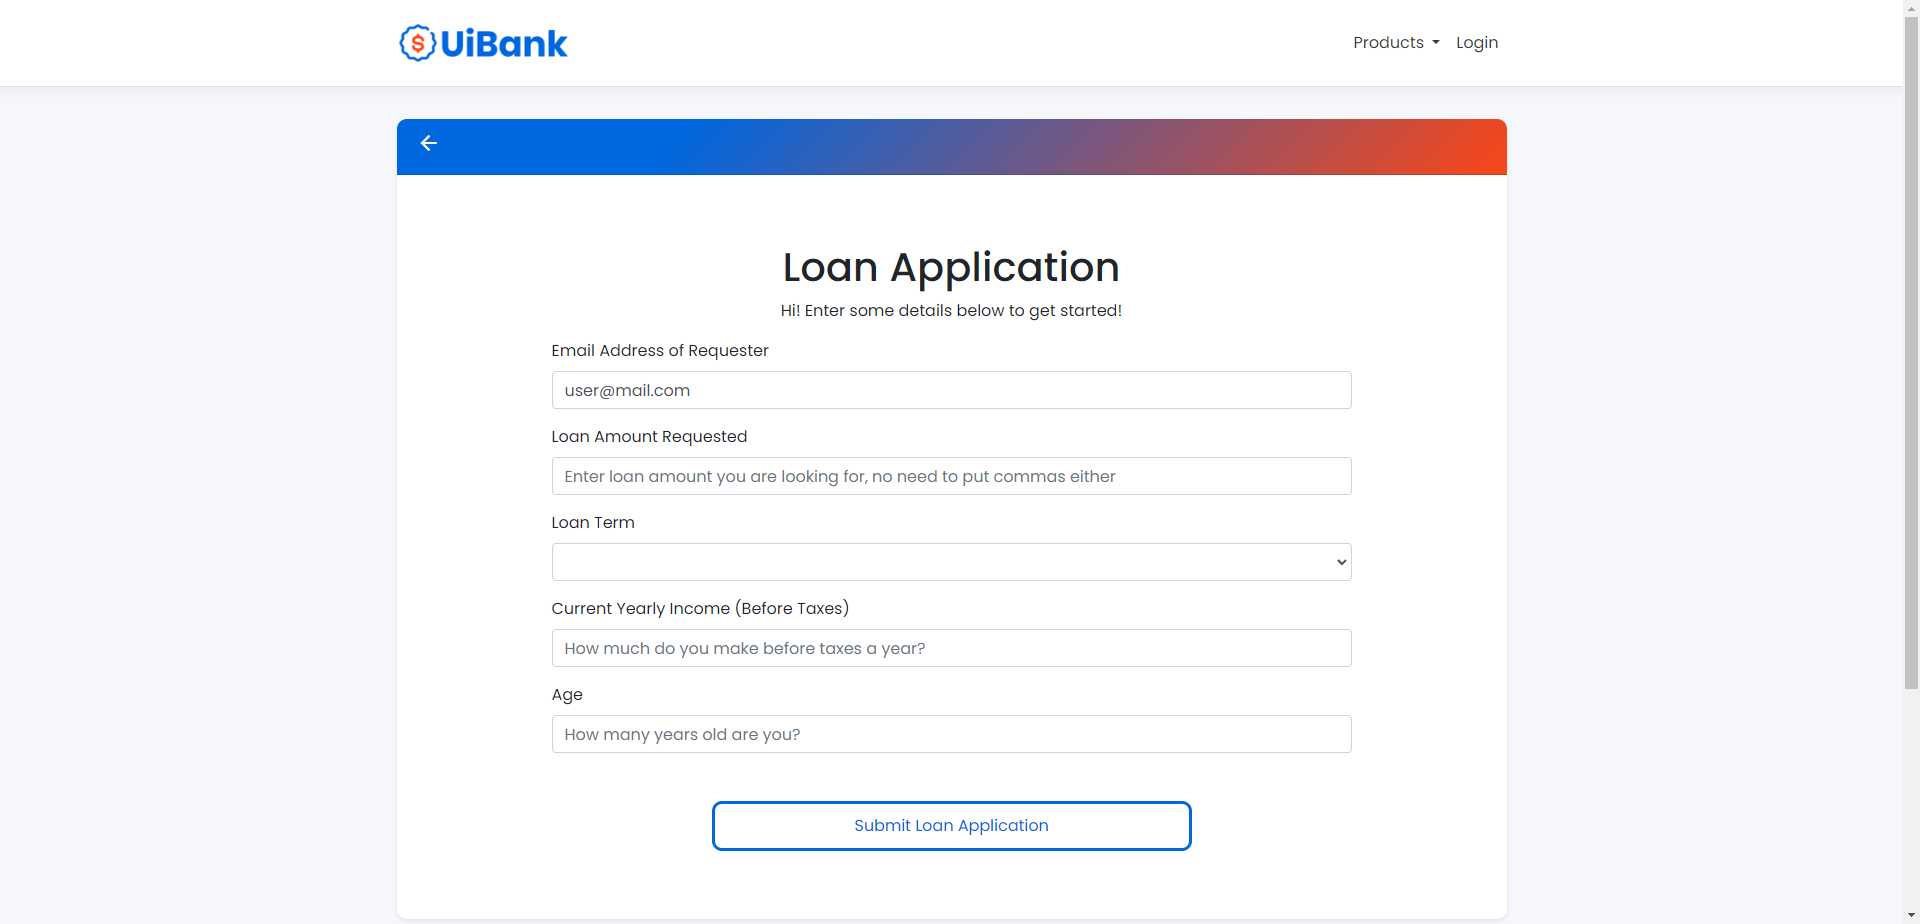 $ UiBank
Products Login
Loan Application
Hi! Enter some details below to get started!
Email Address of Requester
user@mail.com
Loan Amount Requested
Enter loan amount you are looking for, no need to put commas either
Loan Term
Current Yearly Income (Before Taxes)
How much do you make before taxes a year?
Age
How many years old are you?
Submit Loan Application